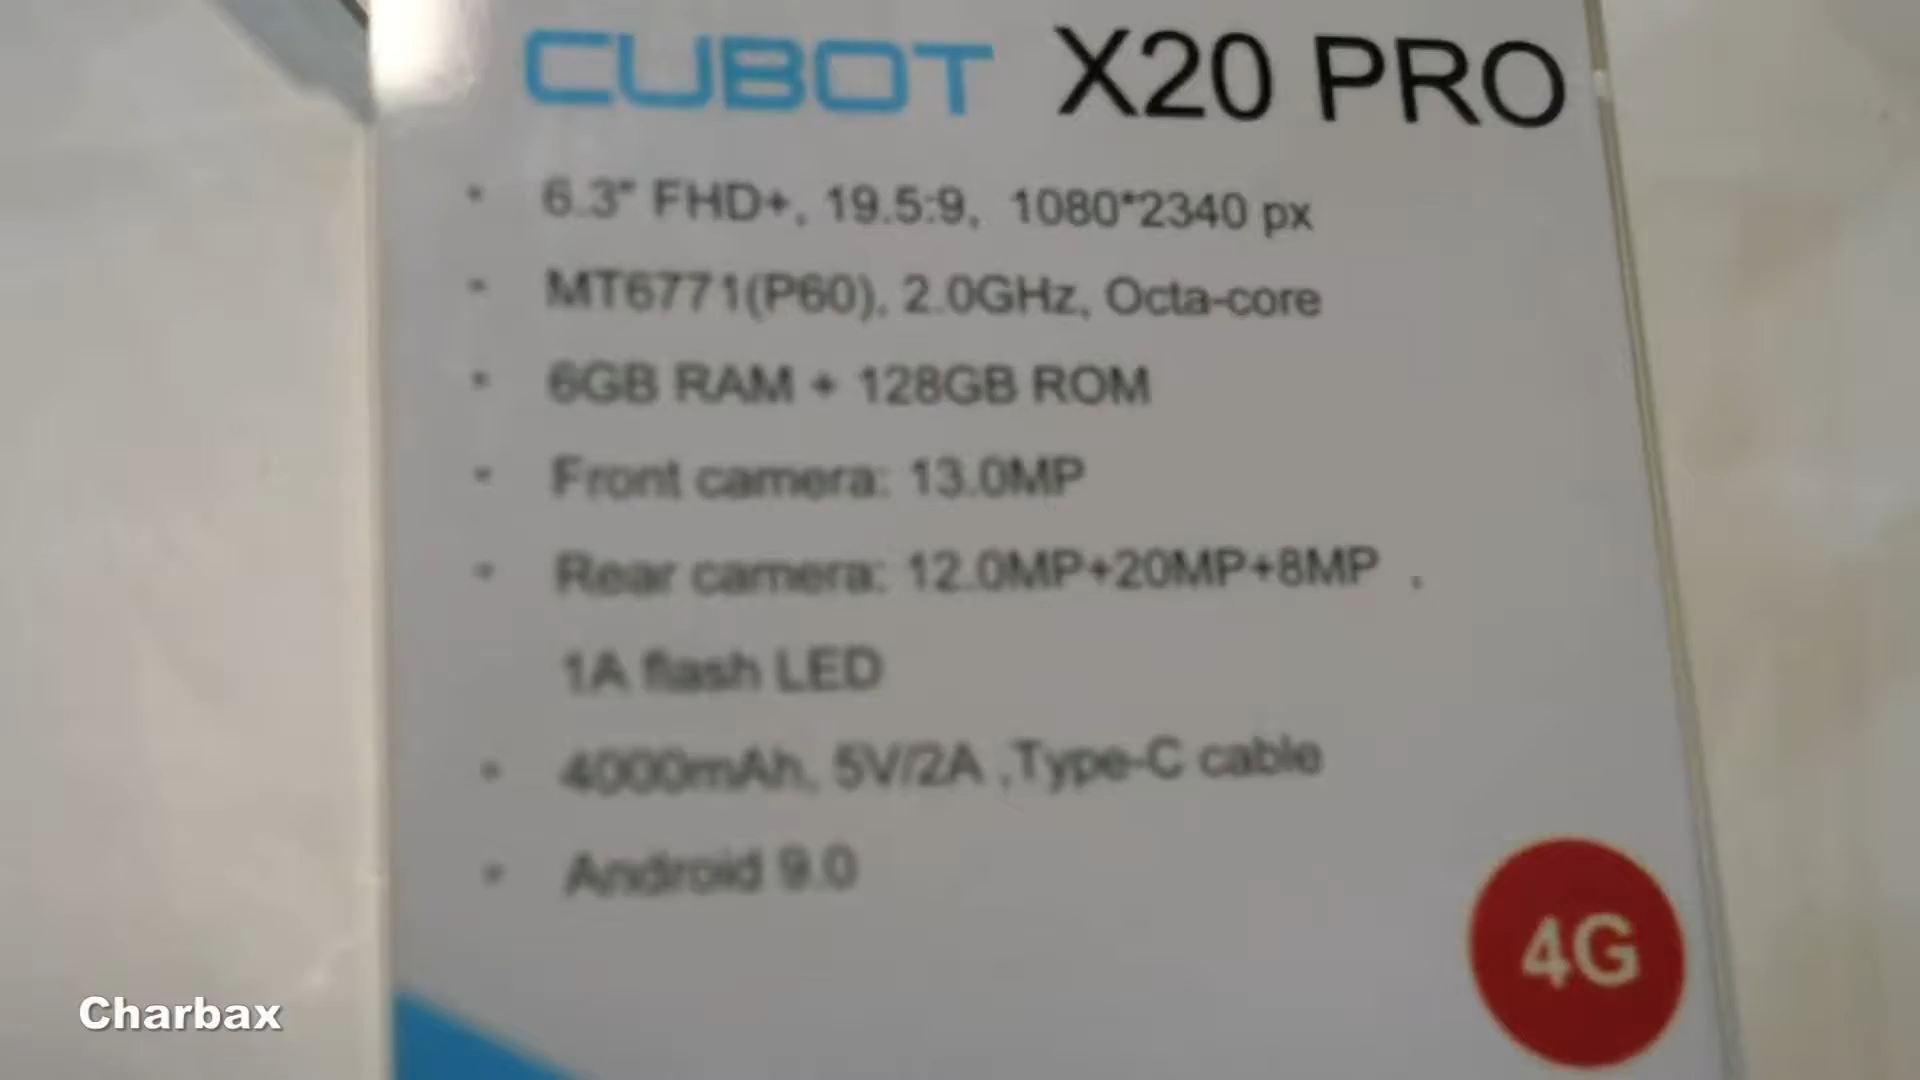 CUBOT X20 PRO
• 6.3" FHD+, 19.5:9, 1080*2340 px
• MT6771(P60), 2.0GHz, Octa-core
• 6GB RAM + 128GB ROM
• Front camera: 13.0MP
• Rear camera: 12.0MP+20MP+8MP ,
1A flash LED
• 4000mAh, 5V/2A ,Type-C cable
• Android 9.0
4G
Charbax